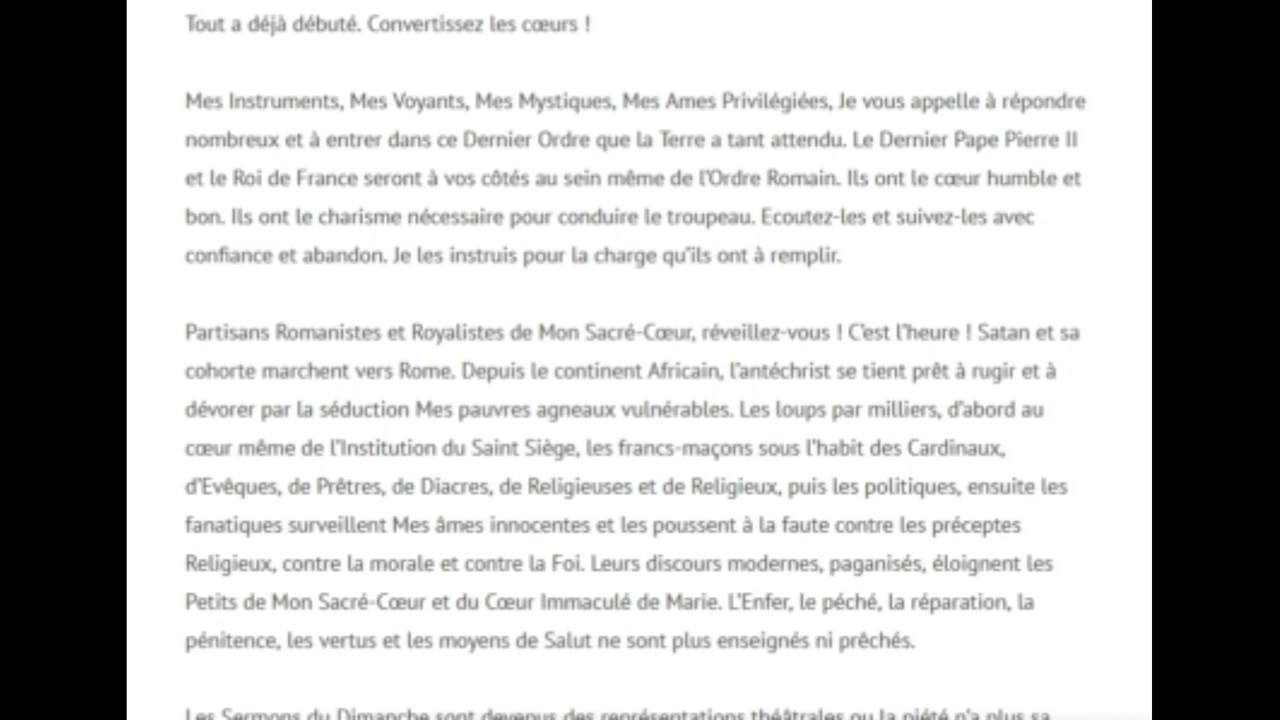 Tout a déjà débuté. Convertissez les cœurs !
Mes Instruments, Mes Voyants, Mes Mystiques, Mes Ames Privilégiées, Je vous appelle à répondre
nombreux et à entrer dans ce Dernier Ordre que la Terre a tant attendu. Le Dernier Pape Pierre II
et le Roi de France seront à vos côtés au sein même de l'Ordre Romain. Ils ont le cœur humble et
bon. Ils ont le charisme nécessaire pour conduire le troupeau. Ecoutez-les et suivez-les avec
confiance et abandon. Je les instruis pour la charge qu'ils ont à remplir.
Partisans Romanistes et Royalistes de Mon Sacré-Cœur, réveillez-vous ! C'est l'heure ! Satan et sa
cohorte marchent vers Rome. Depuis le continent Africain, l'antéchrist se tient prêt à rugir et à
dévorer par la séduction Mes pauvres agneaux vulnérables. Les loups par milliers, d'abord au
cœur même de l'Institution du Saint Siège, les francs-maçons sous l'habit des Cardinaux,
d'Evêques, de Prêtres, de Diacres, de Religieuses et de Religieux, puis les politiques, ensuite les
fanatiques surveillent Mes âmes innocentes et les poussent à la faute contre les préceptes
Religieux, contre la morale et contre la Foi. Leurs discours modernes, paganisés, éloignent les
Petits de Mon Sacré-Cœur et du Cœur Immaculé de Marie. L'Enfer, le péché, la réparation, la
pénitence, les vertus et les moyens de Salut ne sont plus enseignés ni prêchés.
Les Sermons du Dimanche sont devenus des représentations théâtrales ou la piété n'a plus sa